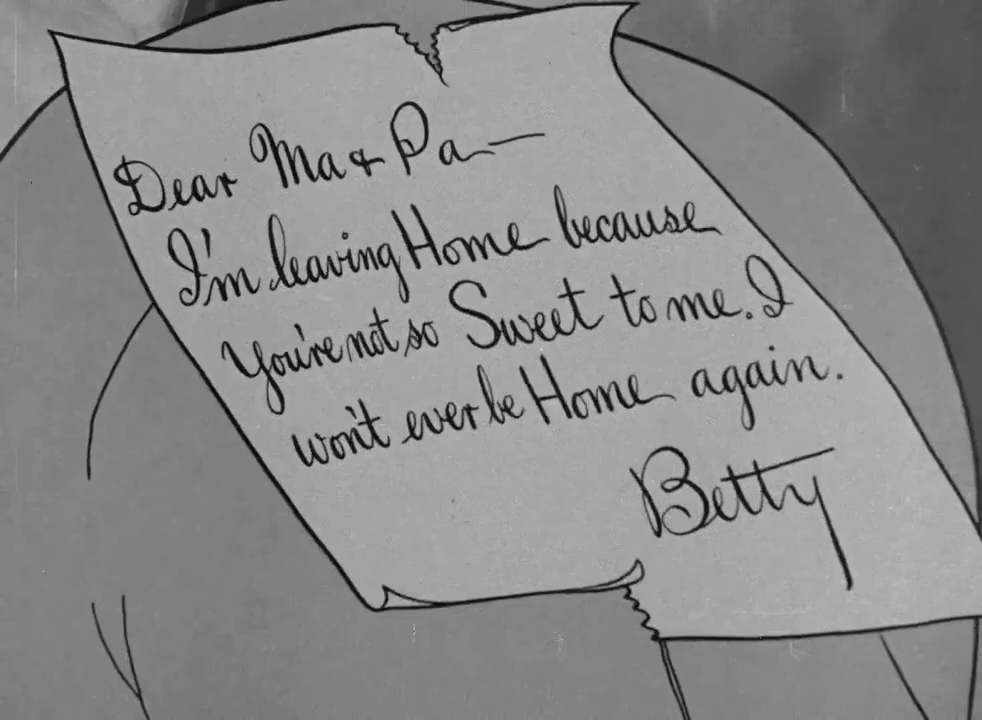 Dear Ma & Pa—
I'm leaving Home because
you're not so Sweet to me. I
won't ever be Home again.
Betty